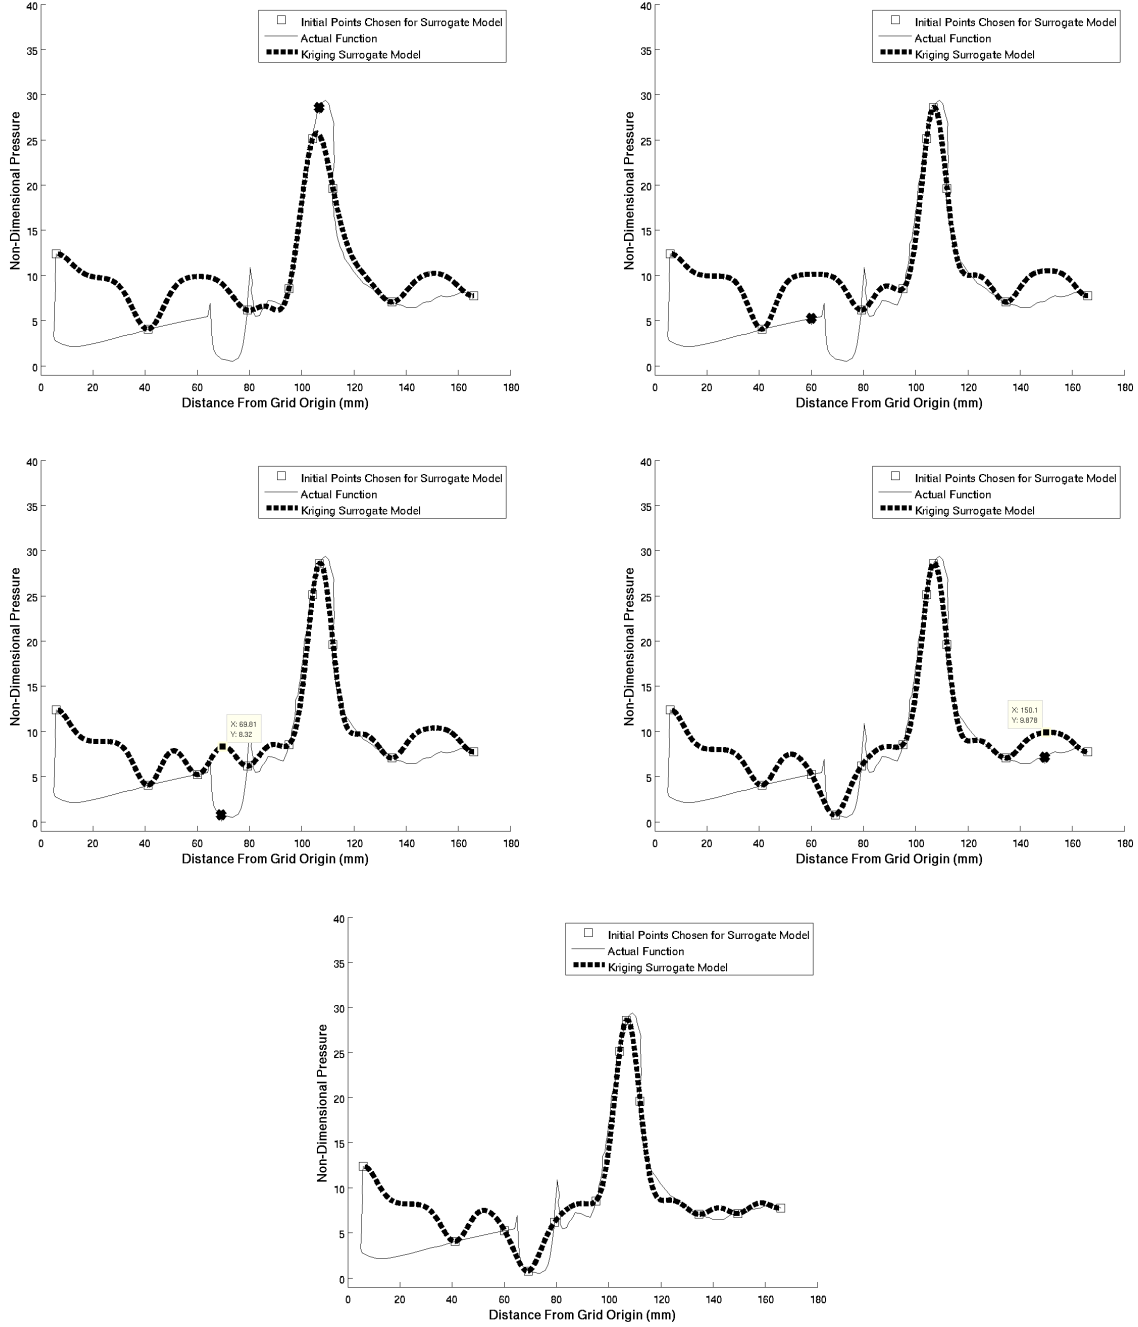 40
35
30
25
20
15
10
5
0
Non-Dimensional Pressure
Initial Points Chosen for Surrogate Model
Actual Function
Kriging Surrogate Model
0 20 40 60 80 100 120 140 160 180
Distance From Grid Origin (mm)
40
35
30
25
20
15
10
5
0
Non-Dimensional Pressure
Initial Points Chosen for Surrogate Model
Actual Function
Kriging Surrogate Model
0 20 40 60 80 100 120 140 160 180
Distance From Grid Origin (mm)
40
35
30
25
20
15
10
5
0
Non-Dimensional Pressure
Initial Points Chosen for Surrogate Model
Actual Function
Kriging Surrogate Model
X: 69.81
Y: 8.32
0 20 40 60 80 100 120 140 160 180
Distance From Grid Origin (mm)
40
35
30
25
20
15
10
5
0
Non-Dimensional Pressure
Initial Points Chosen for Surrogate Model
Actual Function
Kriging Surrogate Model
X: 150.1
Y: 9.878
0 20 40 60 80 100 120 140 160 180
Distance From Grid Origin (mm)
40
35
30
25
20
15
10
5
0
Non-Dimensional Pressure
Initial Points Chosen for Surrogate Model
Actual Function
Kriging Surrogate Model
0 20 40 60 80 100 120 140 160 180
Distance From Grid Origin (mm)